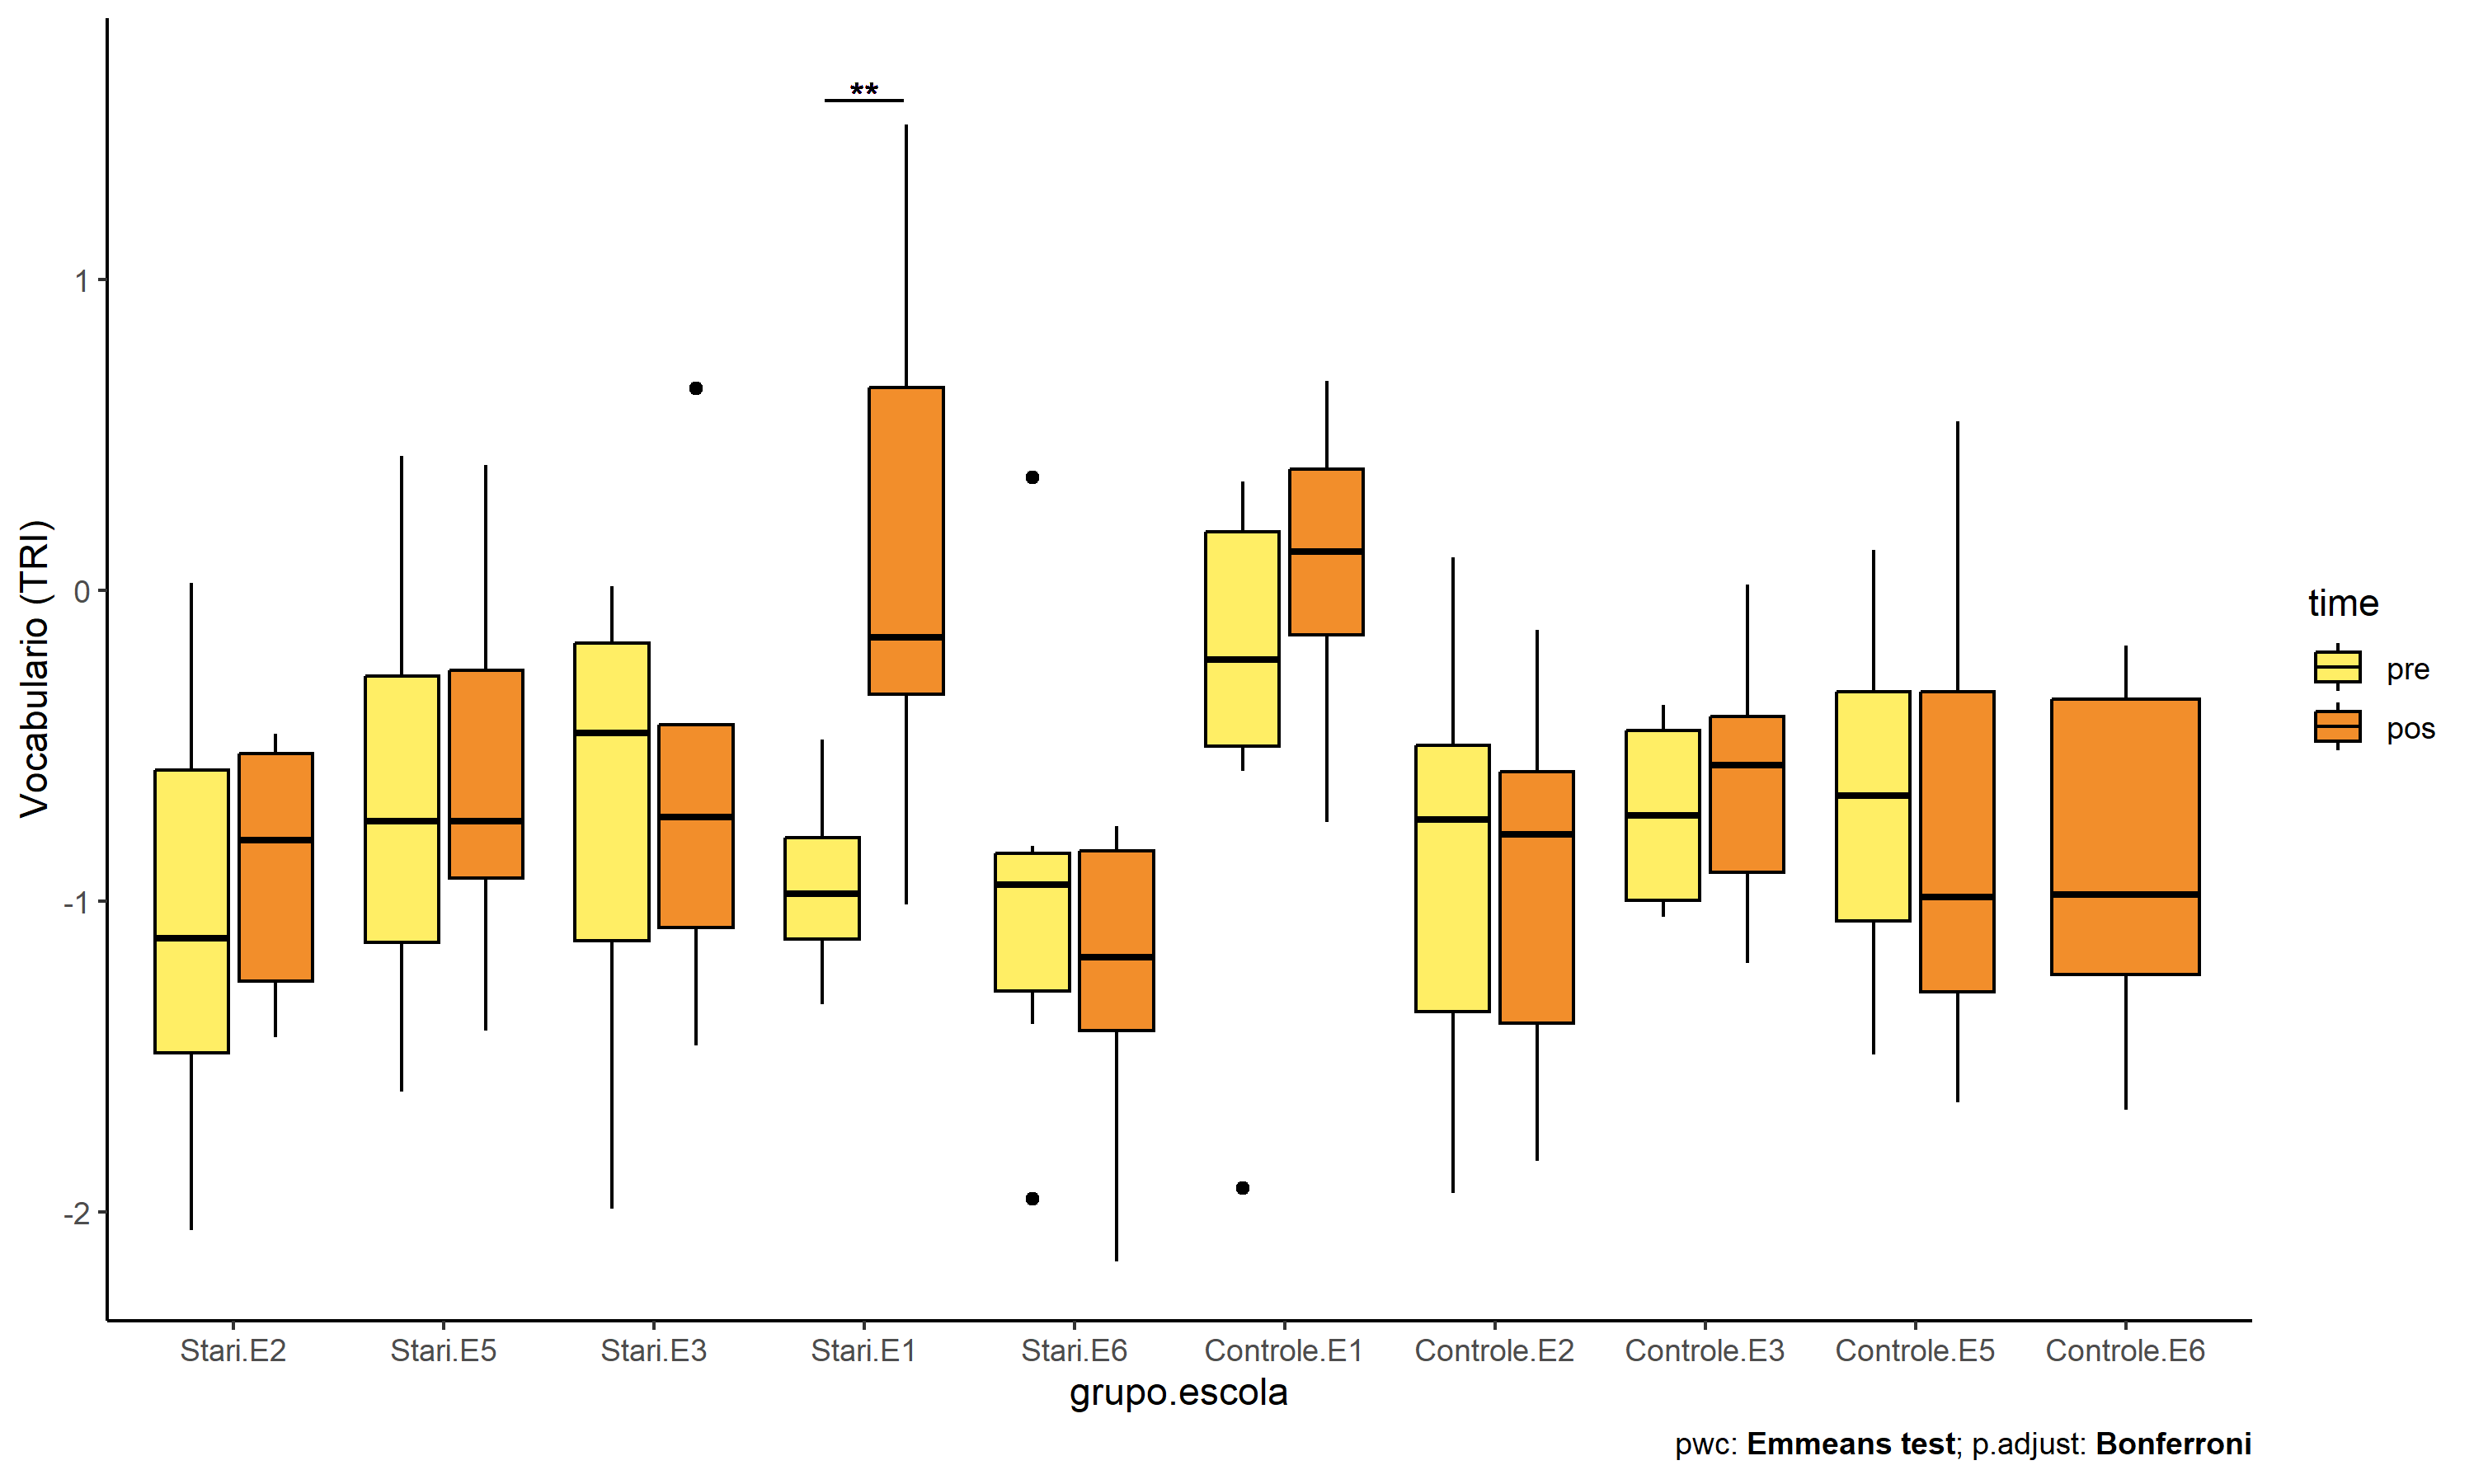 **
1
0
-1
-2
Vocabulario (TRI)
Stari.E2 Stari.E5 Stari.E3 Stari.E1 Stari.E6 Controle.E1 Controle.E2 Controle.E3 Controle.E5 Controle.E6
grupo.escola
time
pre
pos
pwc: Emmeans test; p.adjust: Bonferroni